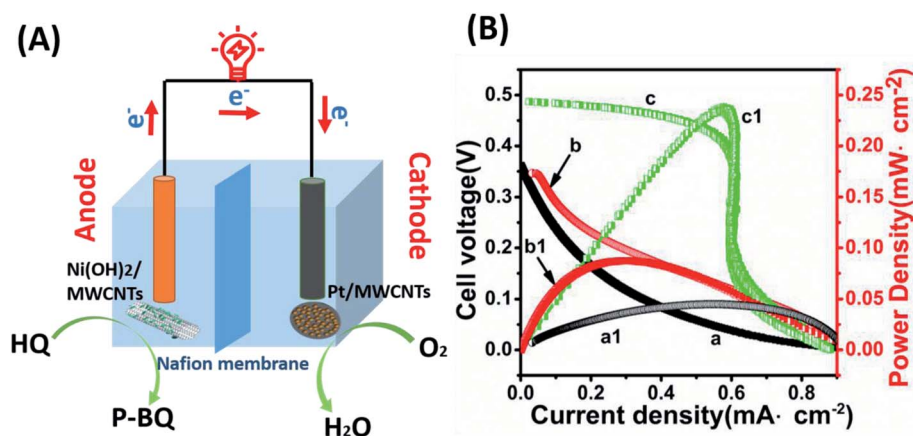 (A)
e-
e-
e-
Anode
Cathode
Ni(OH)2/
MWCNTs
Pt/MWCNTs
HQ
Nafion membrane
O2
P-BQ
H2O
(B)
Cell voltage(V)
0.5
0.4
0.3
0.2
0.1
0.0
c
c1
b
b1
a1
a
0.25
0.20
0.15
0.10
0.05
0.00
Power Density(mW· cm-2)
0.0 0.2 0.4 0.6 0.8
Current density(mA· cm-2)